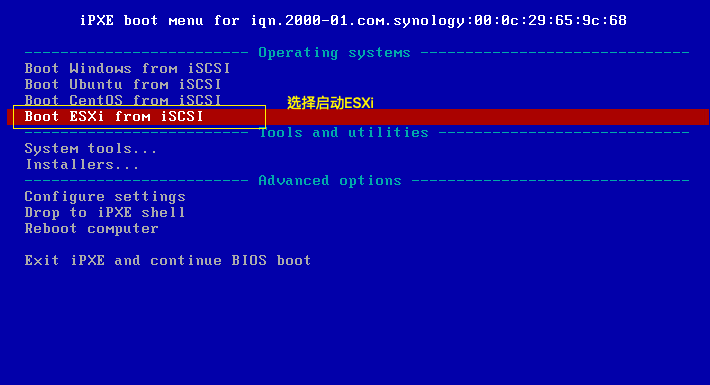 iPXE boot menu for iqn.2000-01.com.synology:00:0c:29:65:9c:68
------------------------- Operating systems ------------------------------
Boot Windows from iSCSI
Boot Ubuntu from iSCSI
Boot CentOS from iSCSI
选择启动ESXi
Boot ESXi from iSCSI
------------------------- Tools and utilities ----------------------------
System tools...
Installers...
------------------------- Advanced options -------------------------------
Configure settings
Drop to iPXE shell
Reboot computer
Exit iPXE and continue BIOS boot